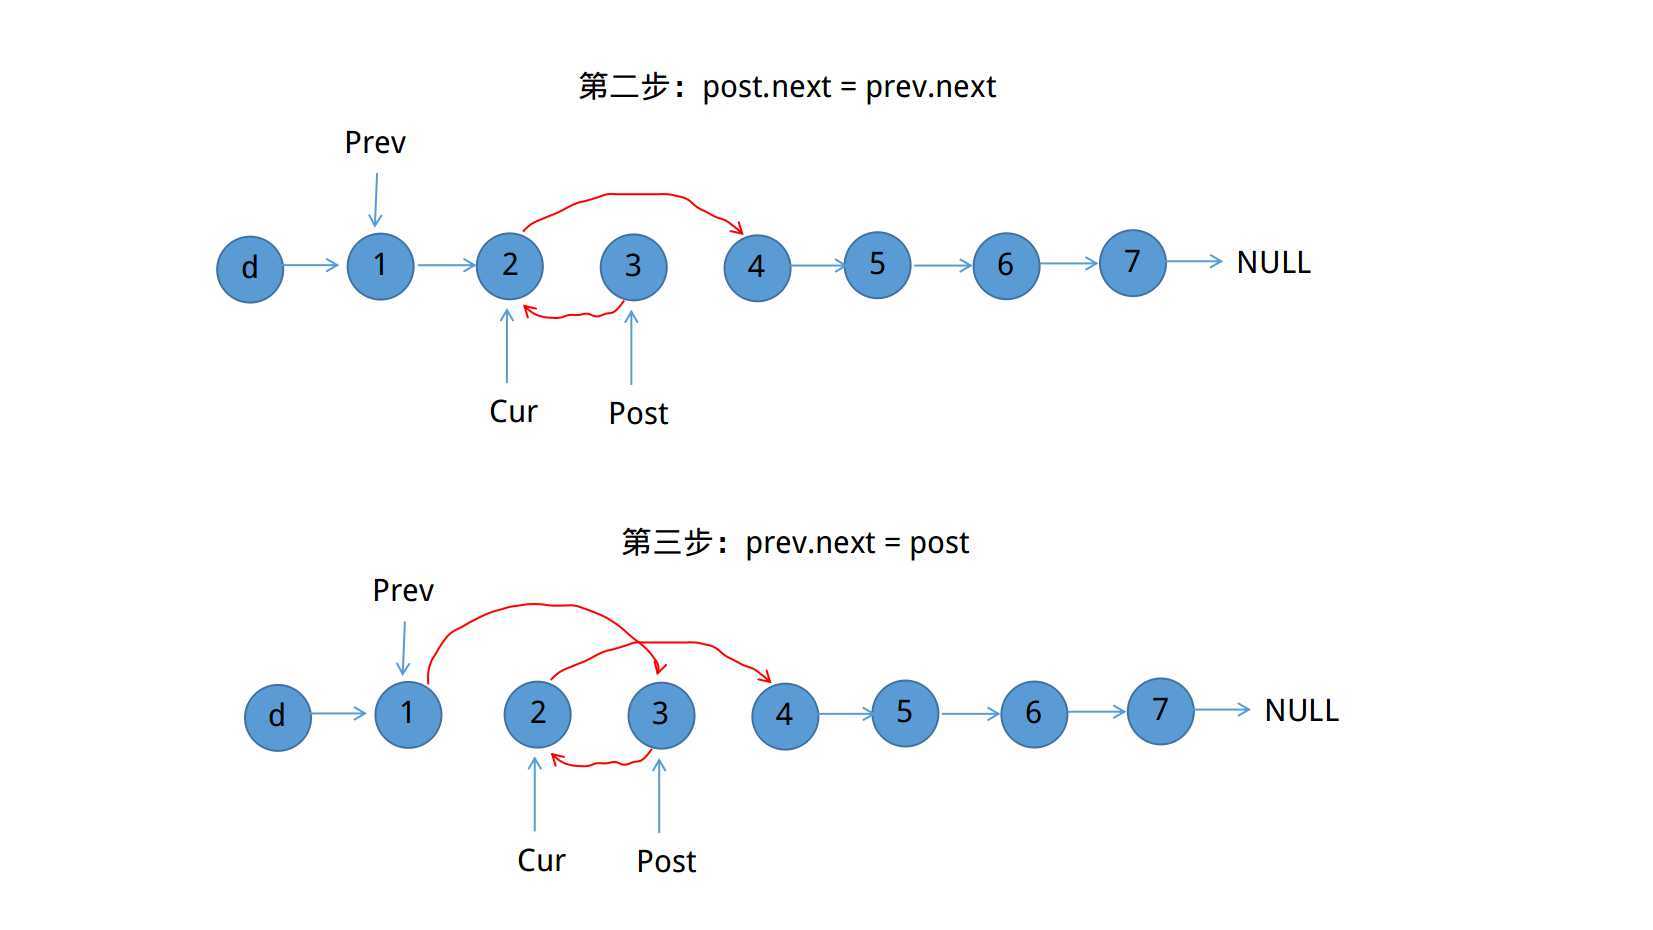 第二步：post.next = prev.next
Prev
d 1 2 3 4 5 6 7 NULL
Cur Post
第三步：prev.next = post
Prev
d 1 2 3 4 5 6 7 NULL
Cur Post